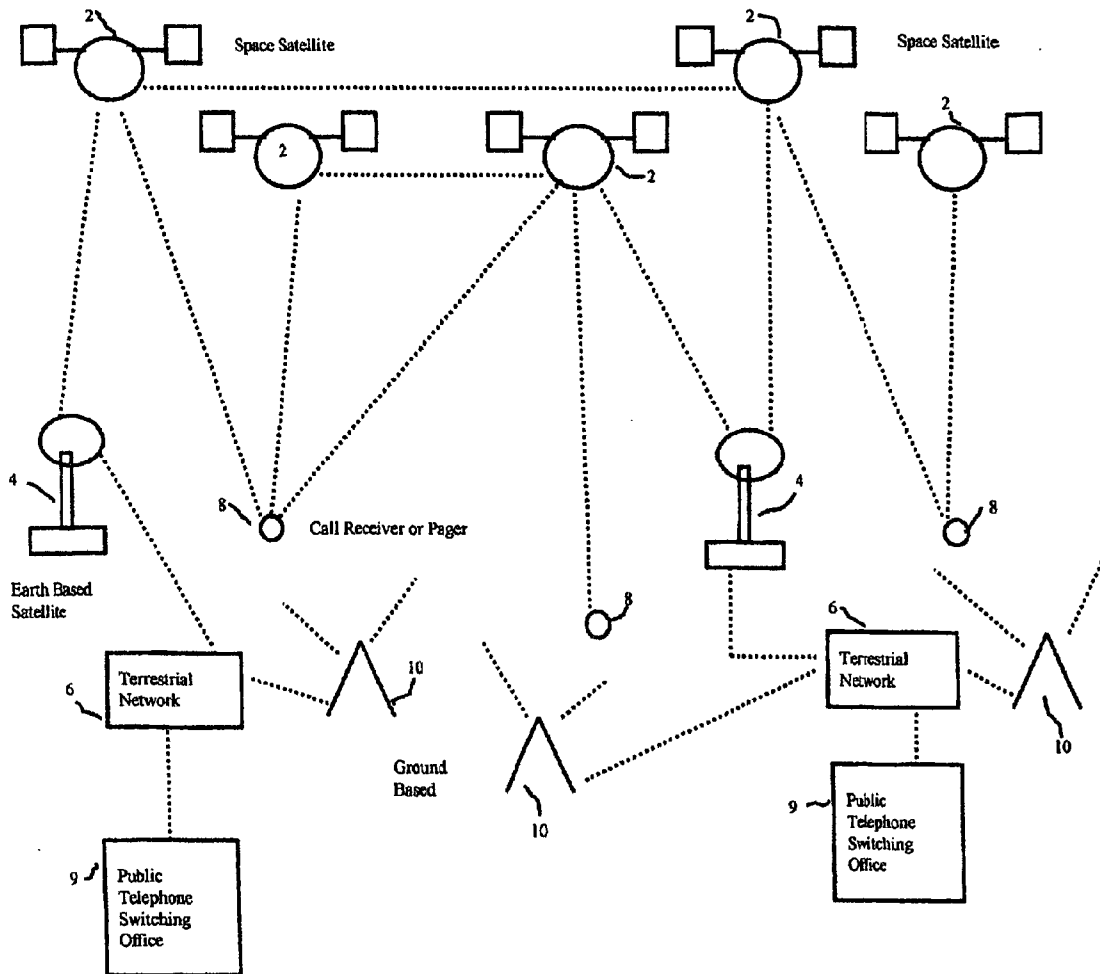 2
Space Satellite
2
Space Satellite
2
2
2
4
8
Call Receiver or Pager
4
8
Earth Based
Satellite
8
6
Terrestrial
Network
10
6
Terrestrial
Network
10
Ground
Based
10
9
Public
Telephone
Switching
Office
9
Public
Telephone
Switching
Office